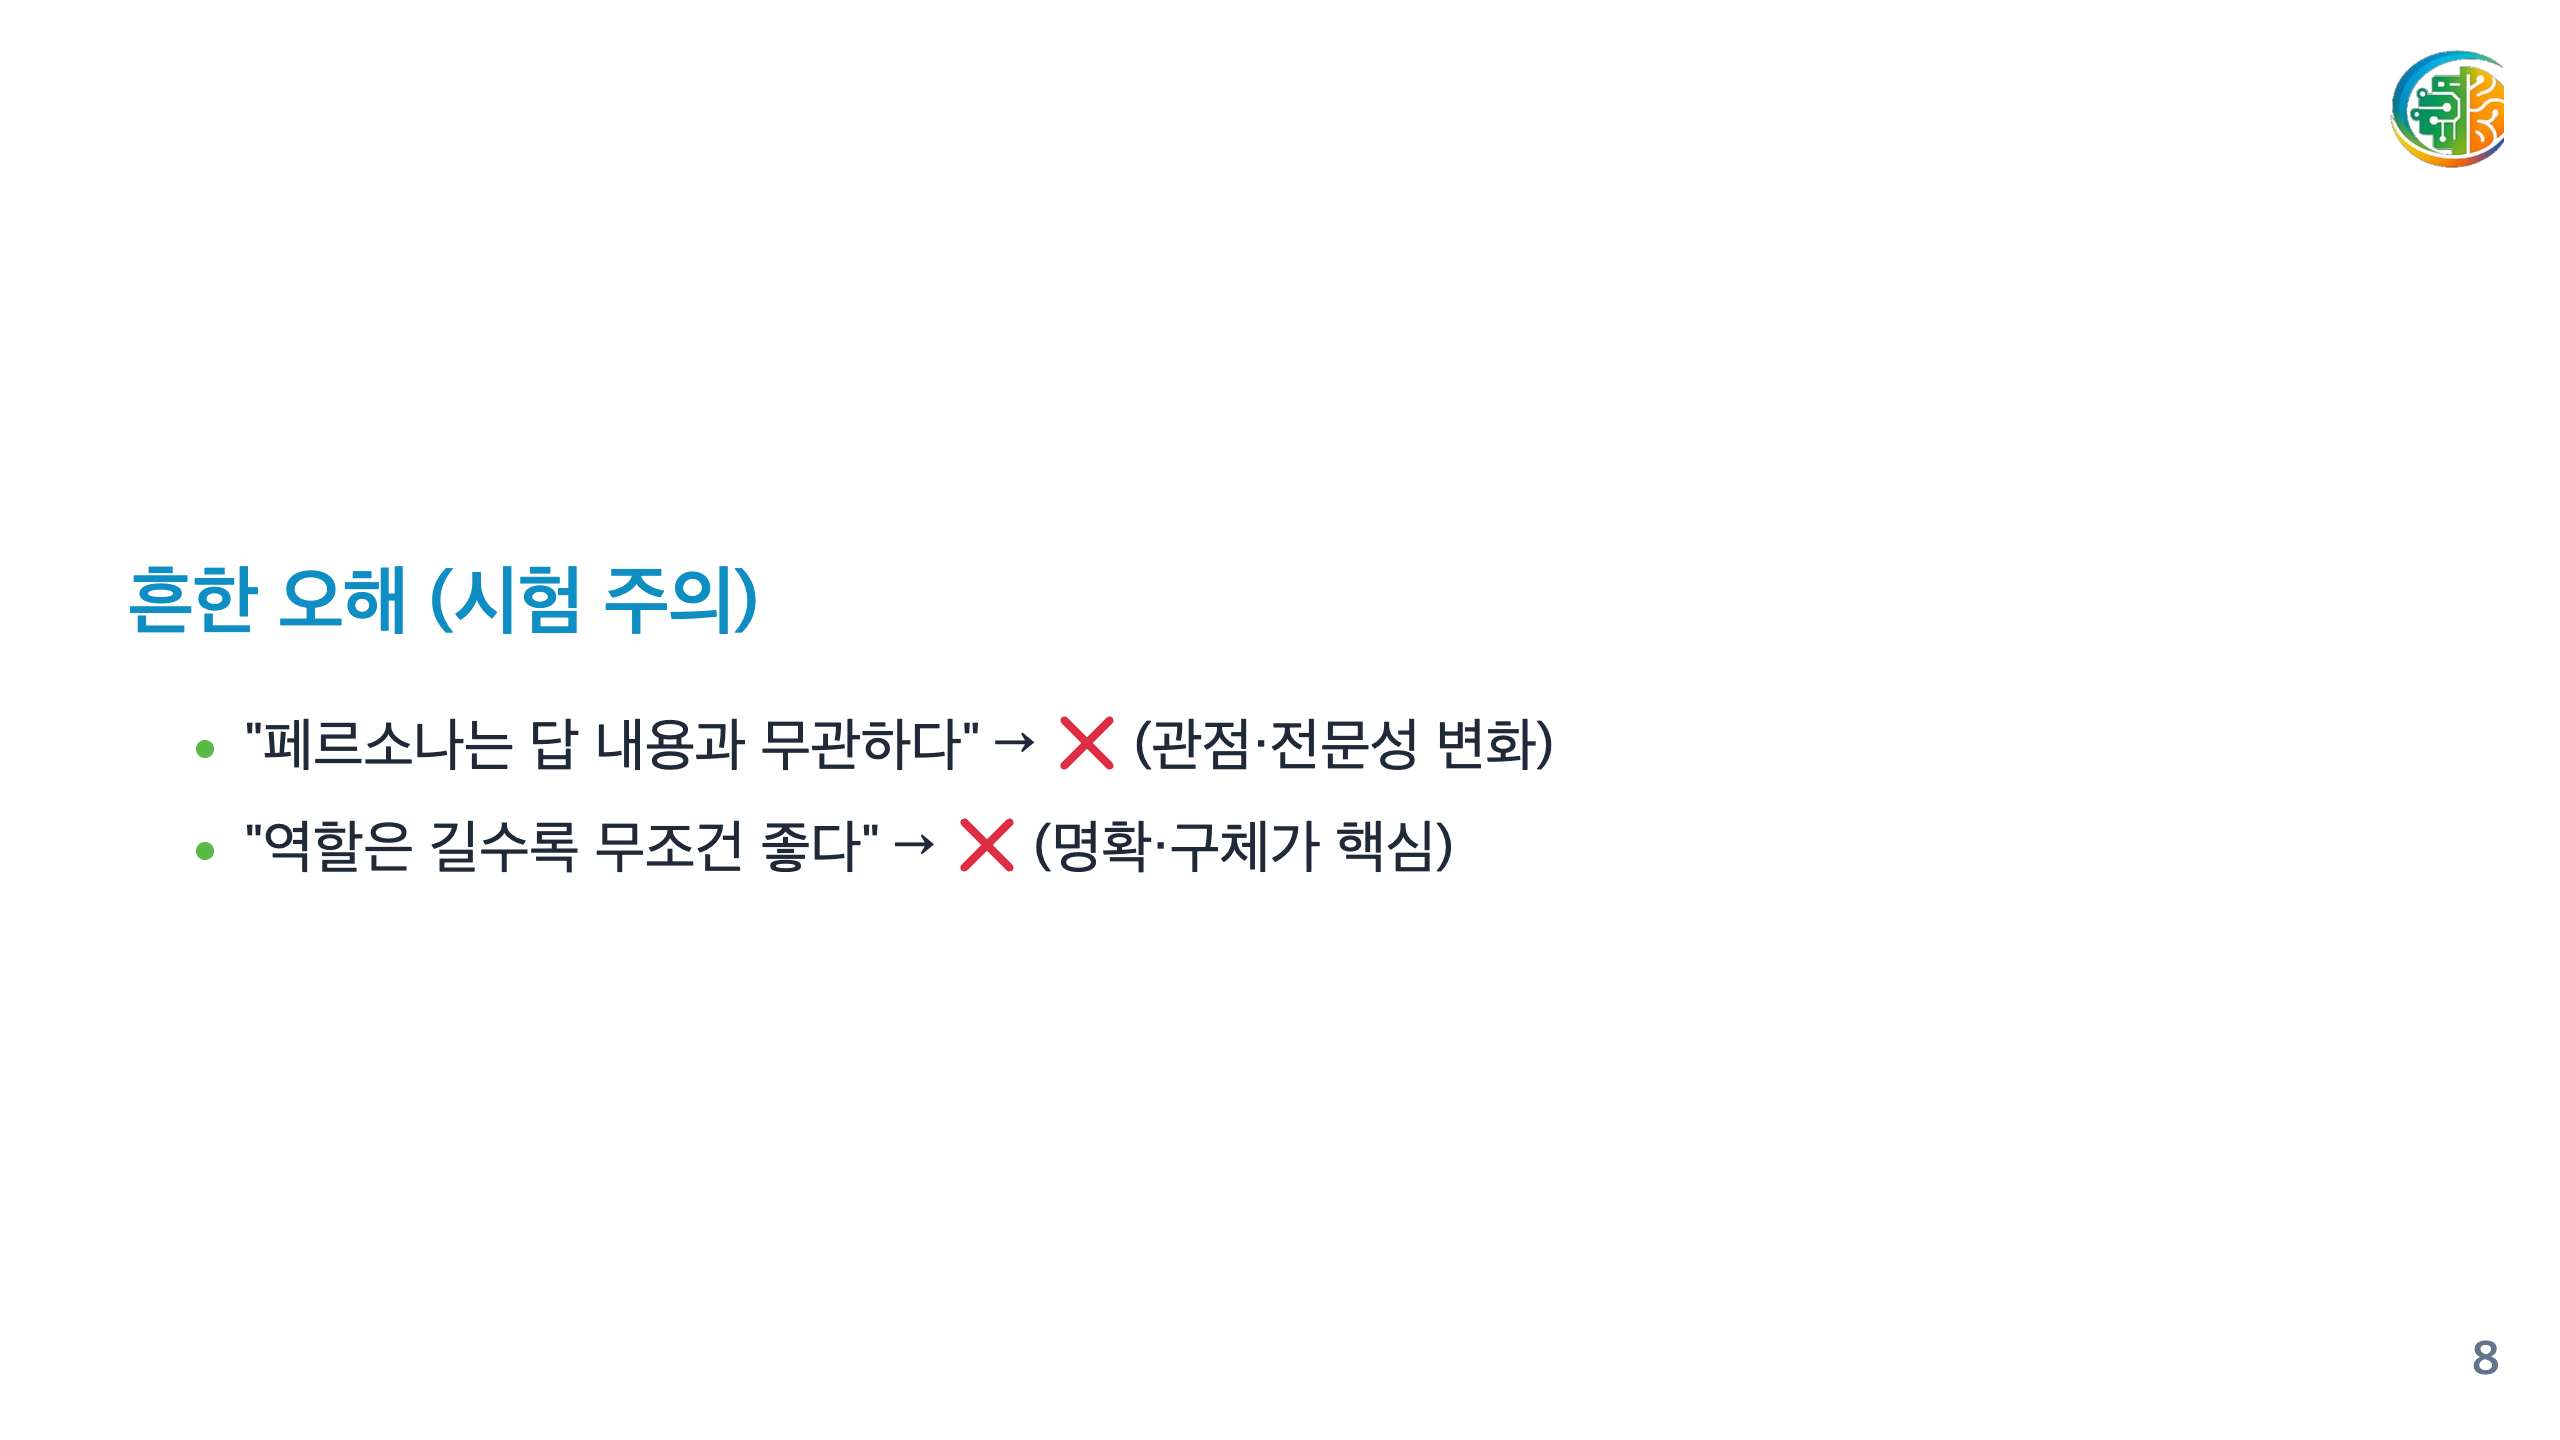 흔한 오해 (시험 주의)
• "페르소나는 답 내용과 무관하다" → ❌ (관점·전문성 변화)
• "역할은 길수록 무조건 좋다" → ❌ (명확·구체가 핵심)
8